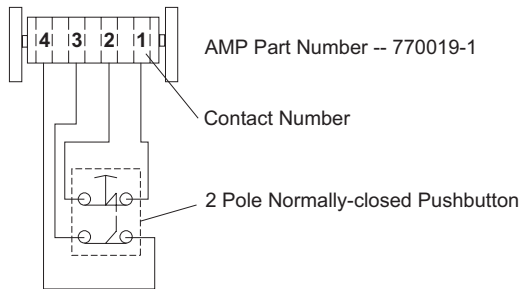 4 3 2 1
AMP Part Number -- 770019-1
Contact Number
2 Pole Normally-closed Pushbutton